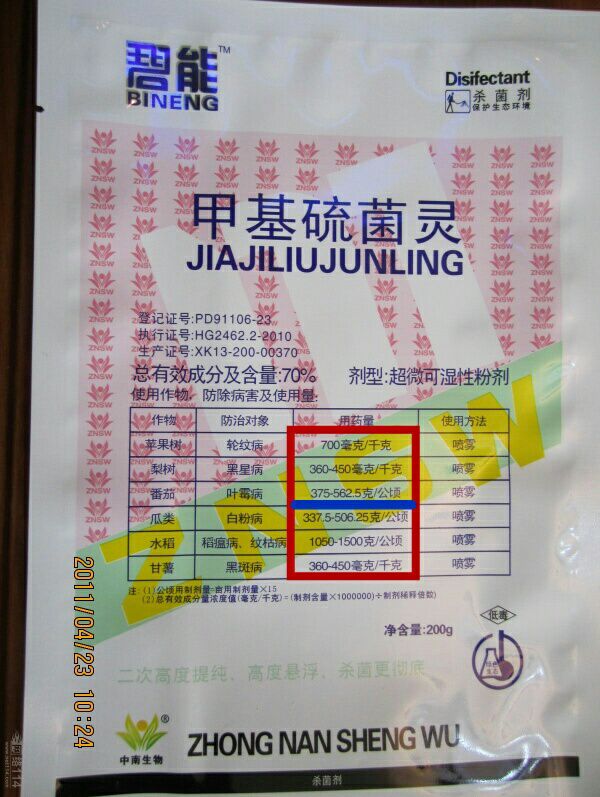 碧能™
BINENG
Disifectant
杀菌剂
保护生态环境
甲基硫菌灵
JIAJILIUJUNLING
登记证号:PD91106-23
执行证号:HG2462.2-2010
生产证号:XK13-200-00370
总有效成分及含量:70% 剂型:超微可湿性粉剂
使用作物、防除病害及使用量:
作物 防治对象 用药量 使用方法
苹果树 轮纹病 700毫克/千克 喷雾
梨树 黑星病 360-450毫克/千克 喷雾
番茄 叶霉病 375-562.5克/公顷 喷雾
瓜类 白粉病 337.5-506.25克/公顷 喷雾
水稻 稻瘟病、纹枯病 1050-1500克/公顷 喷雾
甘薯 黑斑病 360-450毫克/千克 喷雾
注:(1)公顷用制剂量=亩用制剂量×15
(2)总有效成分量浓度值(毫克/千克)=(制剂含量×1000000)÷制剂稀释倍数
ZNSW
低毒
净含量:200g
绿色
生态
二次高度提纯、高度悬浮、杀菌更彻底
®
中南生物
ZHONG NAN SHENG WU
杀菌剂
2011/04/23 10:24